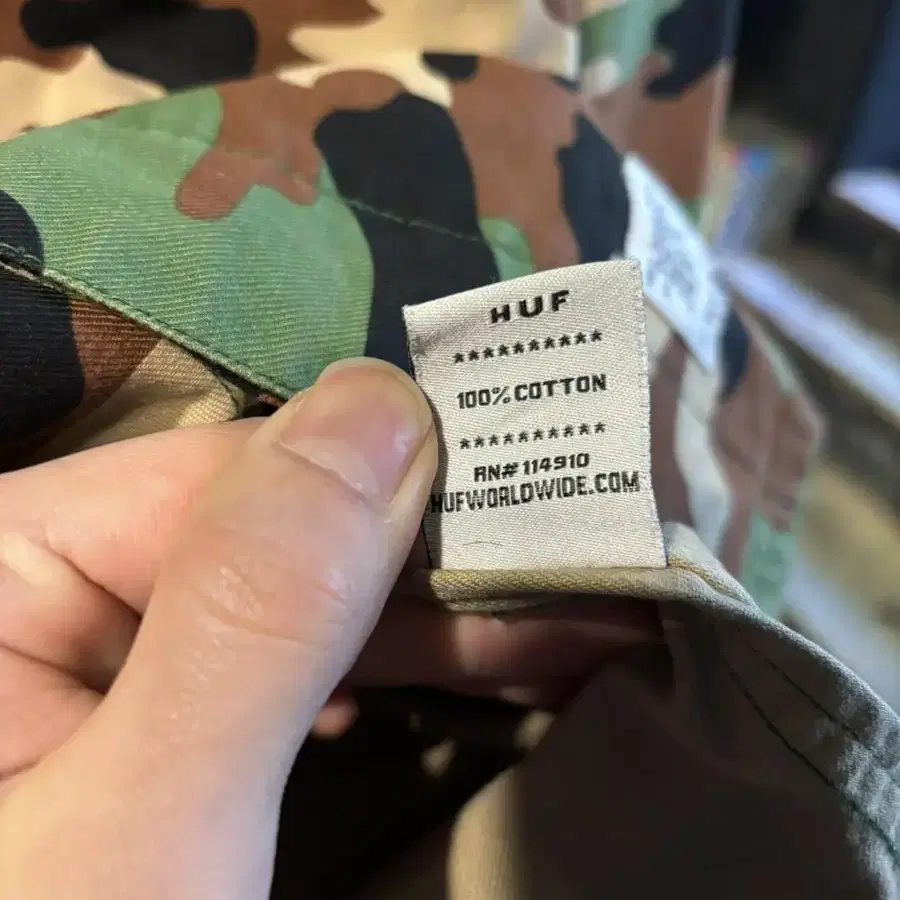 HUF
**********
100% COTTON
**********
RN# 114910
HUFWORLDWIDE.COM